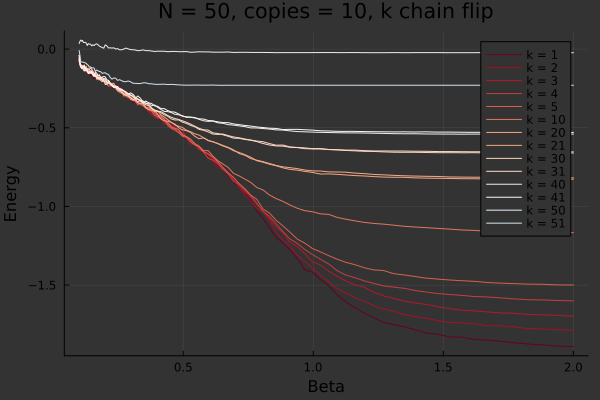 N = 50, copies = 10, k chain flip
0.0
-0.5
-1.0
-1.5
Energy
0.5
1.0
1.5
2.0
Beta
k = 1
k = 2
k = 3
k = 4
k = 5
k = 10
k = 20
k = 21
k = 30
k = 31
k = 40
k = 41
k = 50
k = 51